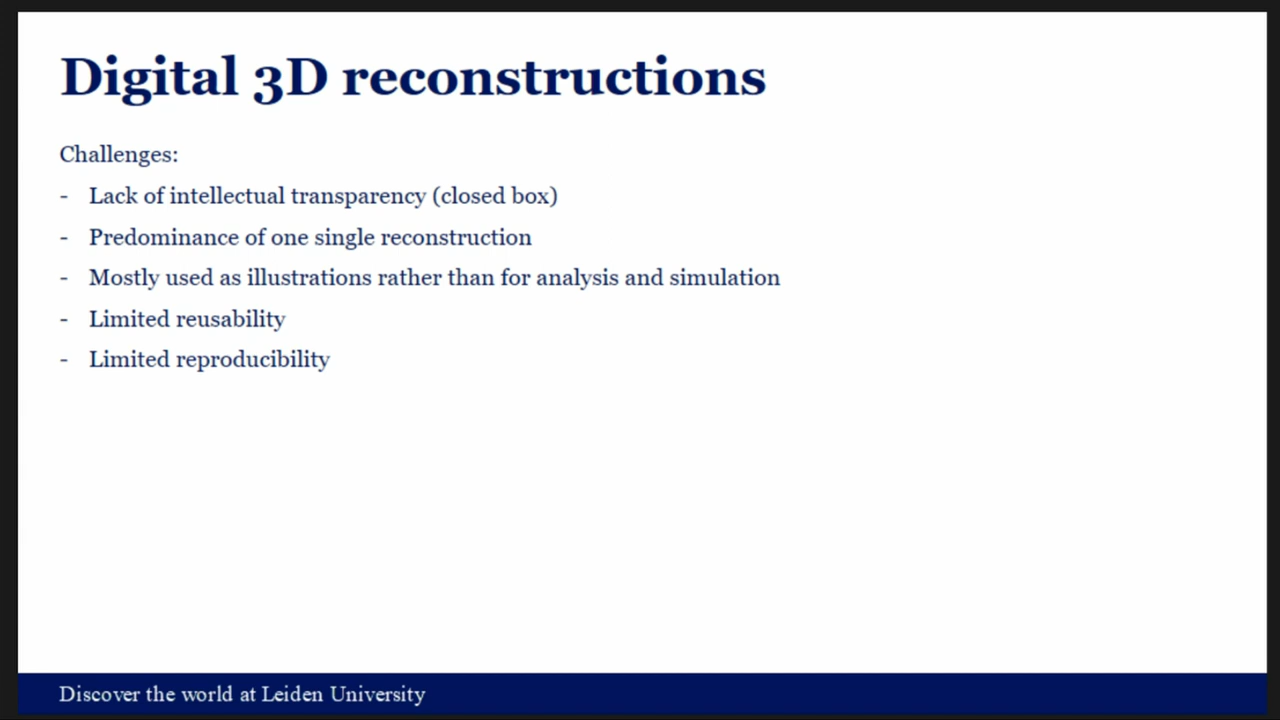 Digital 3D reconstructions
Challenges:
- Lack of intellectual transparency (closed box)
- Predominance of one single reconstruction
- Mostly used as illustrations rather than for analysis and simulation
- Limited reusability
- Limited reproducibility
Discover the world at Leiden University